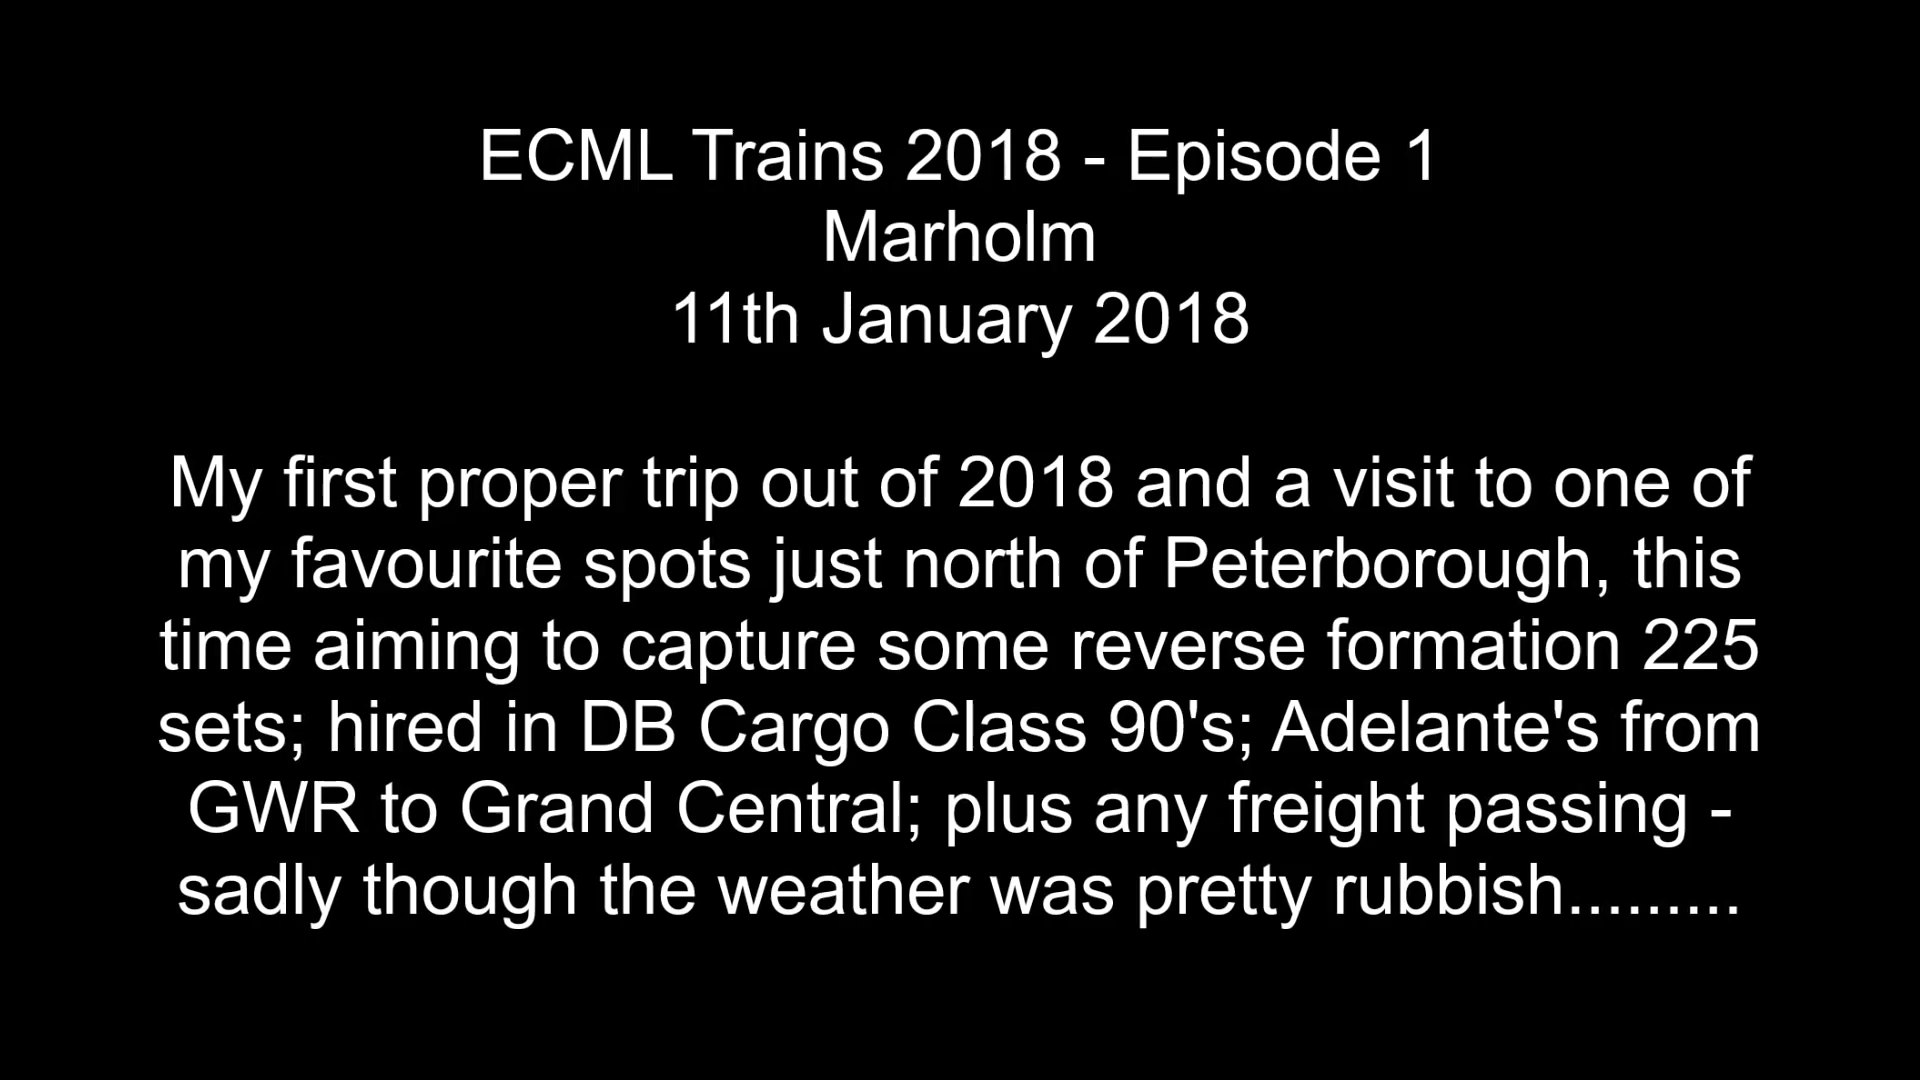 ECML Trains 2018 - Episode 1
Marholm
11th January 2018
My first proper trip out of 2018 and a visit to one of
my favourite spots just north of Peterborough, this
time aiming to capture some reverse formation 225
sets; hired in DB Cargo Class 90's; Adelante's from
GWR to Grand Central; plus any freight passing -
sadly though the weather was pretty rubbish.........